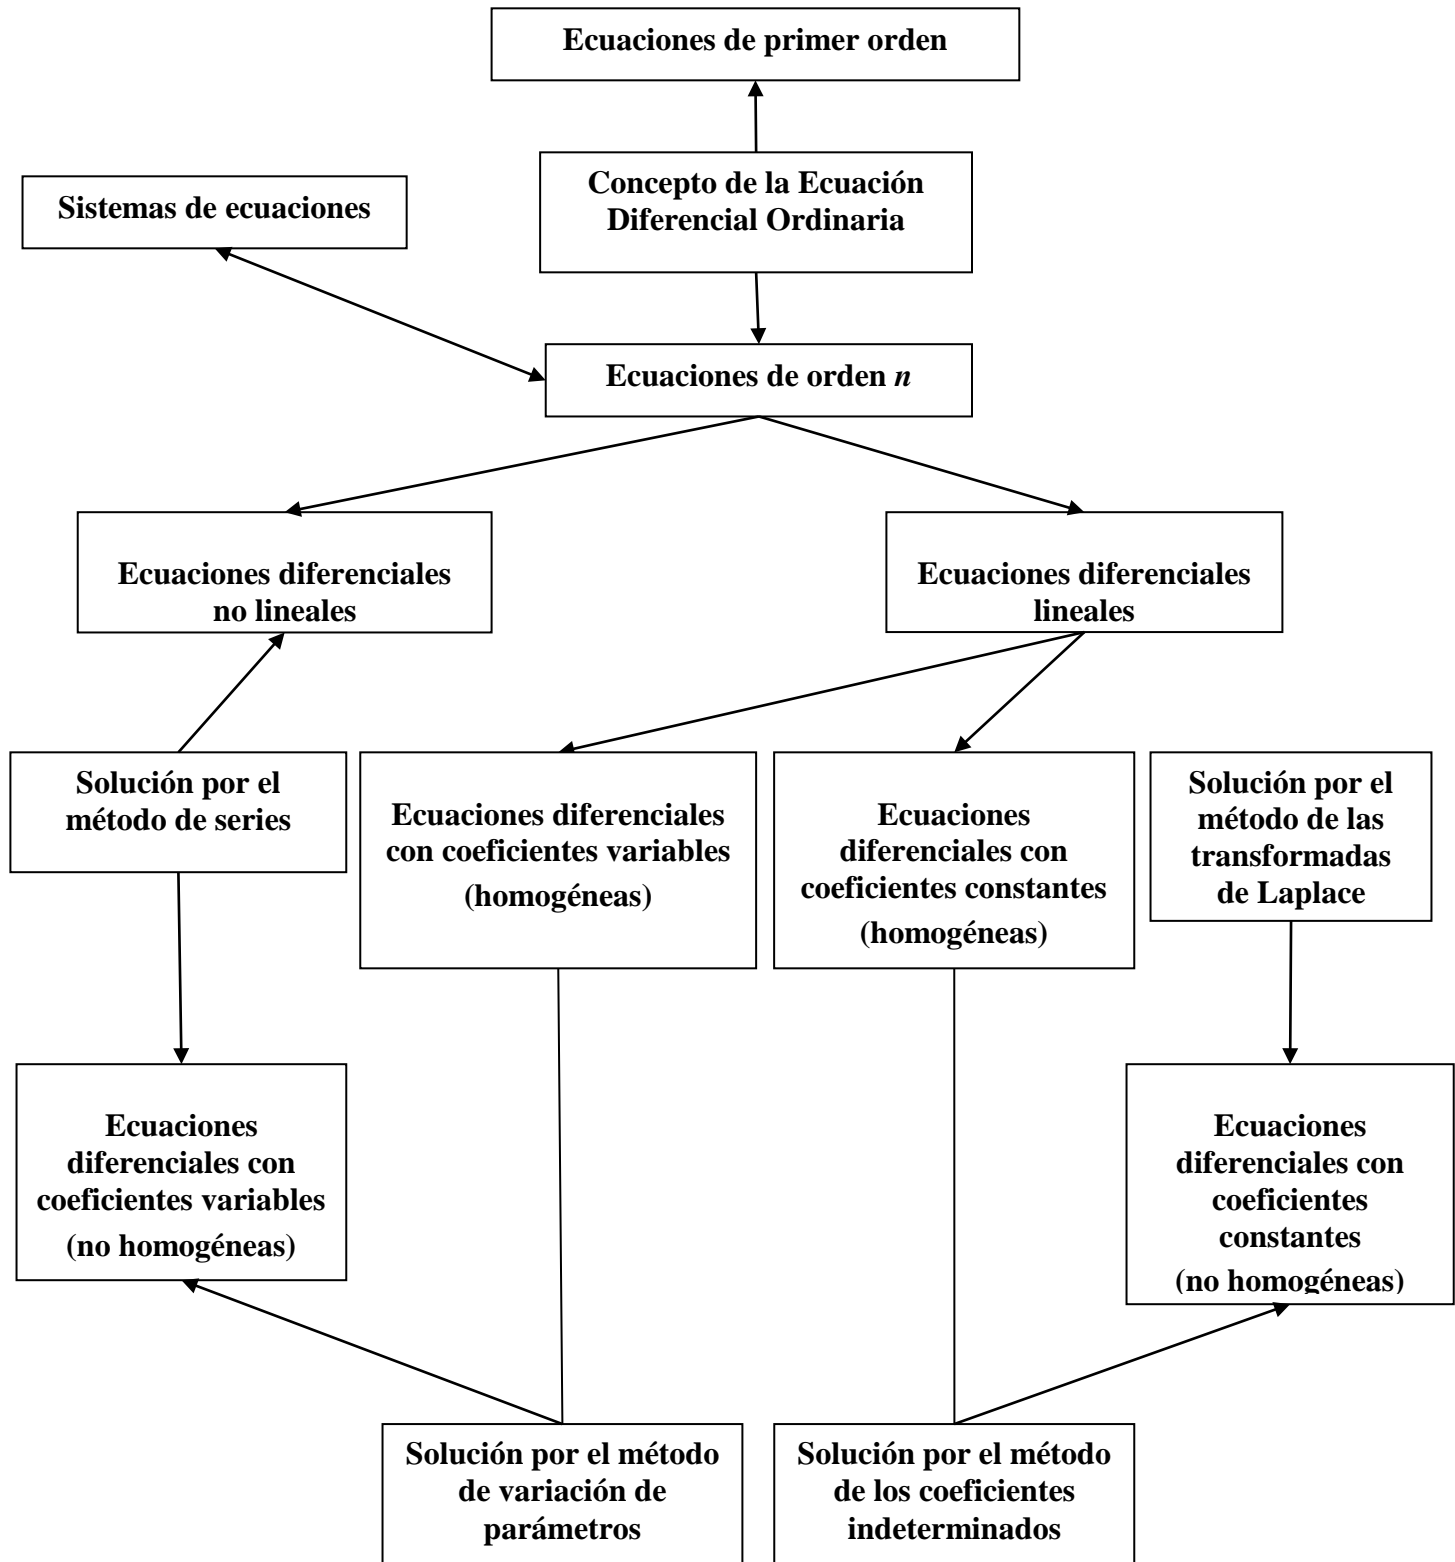 Ecuaciones de primer orden
Concepto de la Ecuación
Diferencial Ordinaria
Sistemas de ecuaciones
Ecuaciones de orden n
Ecuaciones diferenciales
no lineales
Ecuaciones diferenciales
lineales
Solución por el
método de series
Ecuaciones diferenciales
con coeficientes variables
(homogéneas)
Ecuaciones
diferenciales con
coeficientes constantes
(homogéneas)
Solución por el
método de las
transformadas
de Laplace
Ecuaciones
diferenciales con
coeficientes variables
(no homogéneas)
Ecuaciones
diferenciales con
coeficientes
constantes
(no homogéneas)
Solución por el método
de variación de
parámetros
Solución por el método
de los coeficientes
indeterminados